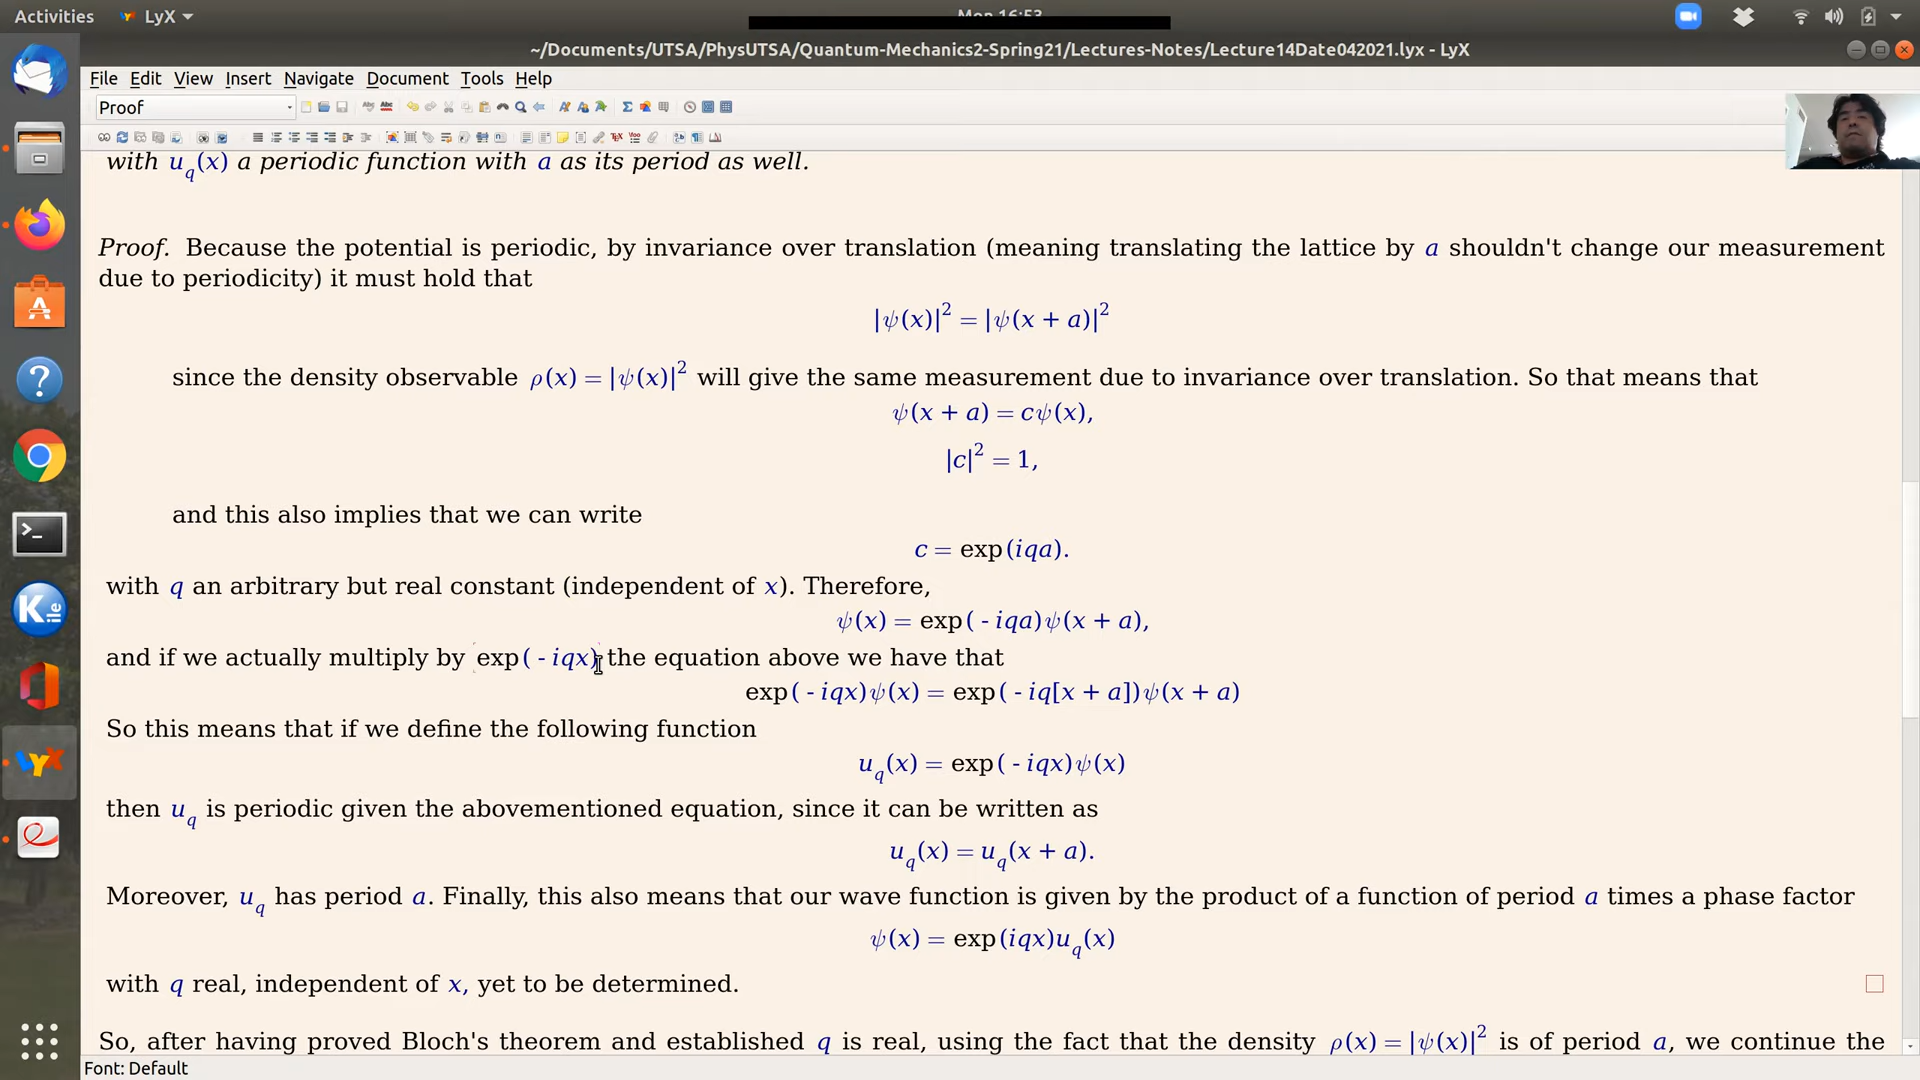 Activities LyX Mon 16:53
~/Documents/UTSA/PhysUTSA/Quantum-Mechanics2-Spring21/Lectures-Notes/Lecture14Date042021.lyx - LyX
File Edit View Insert Navigate Document Tools Help
Proof
with u_q(x) a periodic function with a as its period as well.
Proof. Because the potential is periodic, by invariance over translation (meaning translating the lattice by a shouldn't change our measurement
due to periodicity) it must hold that
|ψ(x)|² = |ψ(x + a)|²
since the density observable ρ(x) = |ψ(x)|² will give the same measurement due to invariance over translation. So that means that
ψ(x + a) = cψ(x),
|c|² = 1,
and this also implies that we can write
c = exp(iqa).
with q an arbitrary but real constant (independent of x). Therefore,
ψ(x) = exp( - iqa)ψ(x + a),
and if we actually multiply by exp( - iqx) the equation above we have that
exp( - iqx)ψ(x) = exp( - iq[x + a])ψ(x + a)
So this means that if we define the following function
u_q(x) = exp( - iqx)ψ(x)
then u_q is periodic given the abovementioned equation, since it can be written as
u_q(x) = u_q(x + a).
Moreover, u_q has period a. Finally, this also means that our wave function is given by the product of a function of period a times a phase factor
ψ(x) = exp(iqx)u_q(x)
with q real, independent of x, yet to be determined.
So, after having proved Bloch's theorem and established q is real, using the fact that the density ρ(x) = |ψ(x)|² is of period a, we continue the
Font: Default